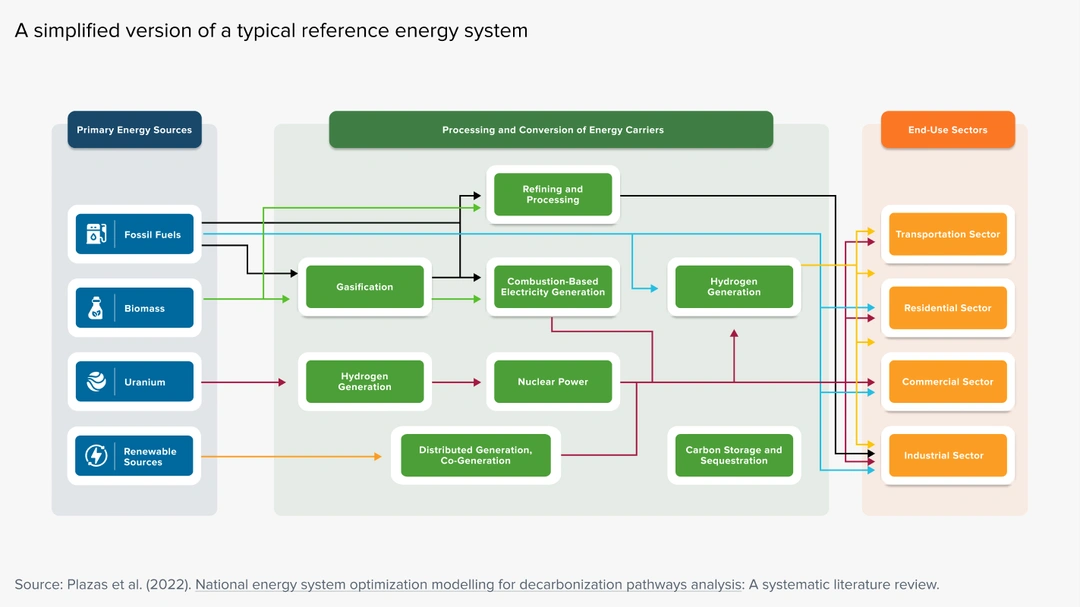 A simplified version of a typical reference energy system
Primary Energy Sources
Processing and Conversion of Energy Carriers
End-Use Sectors
Refining and
Processing
Fossil Fuels
Transportation Sector
Gasification
Combustion-Based
Electricity Generation
Hydrogen
Generation
Biomass
Residential Sector
Uranium
Hydrogen
Generation
Nuclear Power
Commercial Sector
Renewable
Sources
Distributed Generation,
Co-Generation
Carbon Storage and
Sequestration
Industrial Sector
Source: Plazas et al. (2022). National energy system optimization modelling for decarbonization pathways analysis: A systematic literature review.